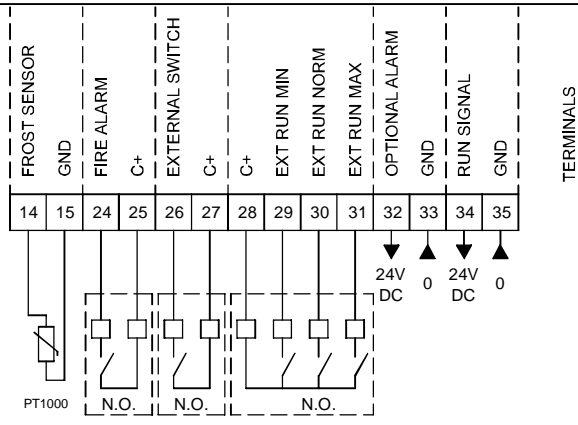 FROST SENSOR
GND
FIRE ALARM
C+
EXTERNAL SWITCH
C+
C+
EXT RUN MIN
EXT RUN NORM
EXT RUN MAX
OPTIONAL ALARM
GND
RUN SIGNAL
GND
TERMINALS
14 15 24 25 26 27 28 29 30 31 32 33 34 35
24V DC
0
24V DC
0
PT1000
N.O.
N.O.
N.O.